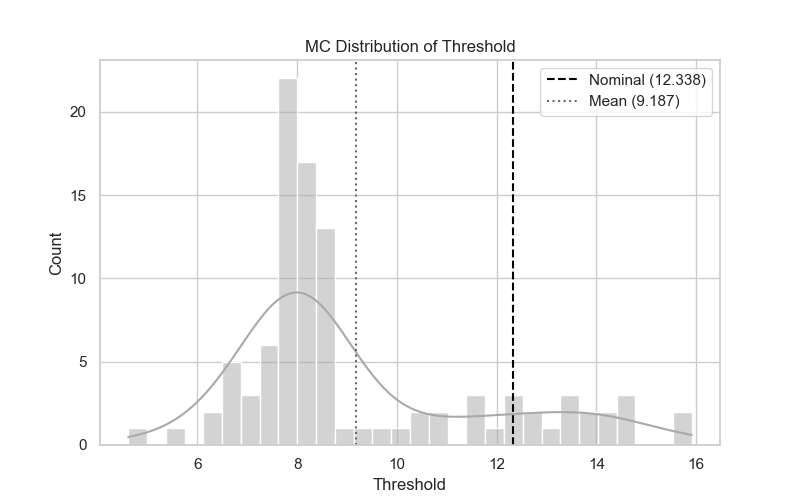 MC Distribution of Threshold
Nominal (12.338)
Mean (9.187)
Count
20
15
10
5
0
6
8
10
12
14
16
Threshold